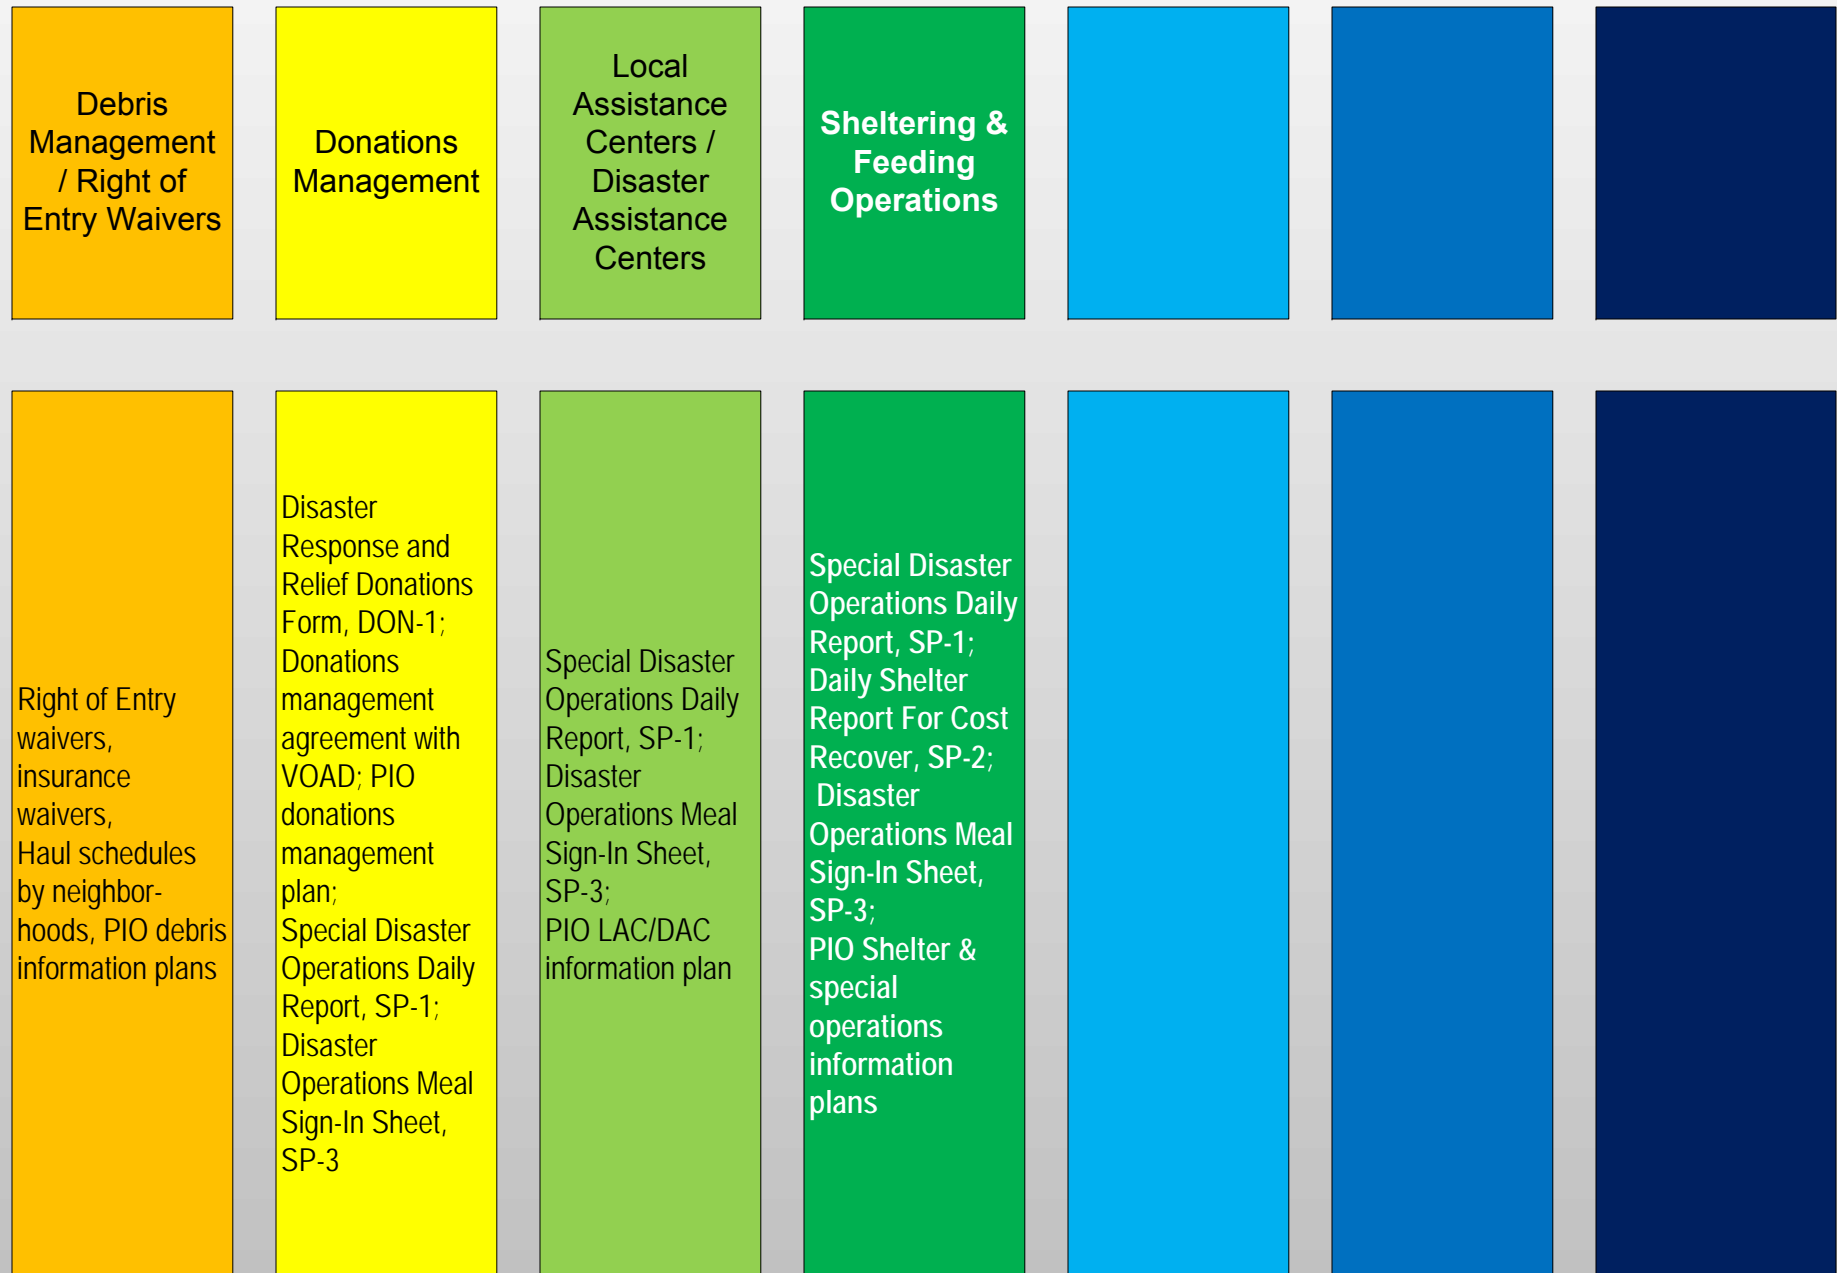 Debris
Management
/ Right of
Entry Waivers
Donations
Management
Local
Assistance
Centers /
Disaster
Assistance
Centers
Sheltering &
Feeding
Operations
Right of Entry
waivers,
insurance
waivers,
Haul schedules
by neighbor-
hoods, PIO debris
information plans
Disaster
Response and
Relief Donations
Form, DON-1;
Donations
management
agreement with
VOAD; PIO
donations
management
plan;
Special Disaster
Operations Daily
Report, SP-1;
Disaster
Operations Meal
Sign-In Sheet,
SP-3
Special Disaster
Operations Daily
Report, SP-1;
Disaster
Operations Meal
Sign-In Sheet,
SP-3;
PIO LAC/DAC
information plan
Special Disaster
Operations Daily
Report, SP-1;
Daily Shelter
Report For Cost
Recover, SP-2;
Disaster
Operations Meal
Sign-In Sheet,
SP-3;
PIO Shelter &
special
operations
information
plans